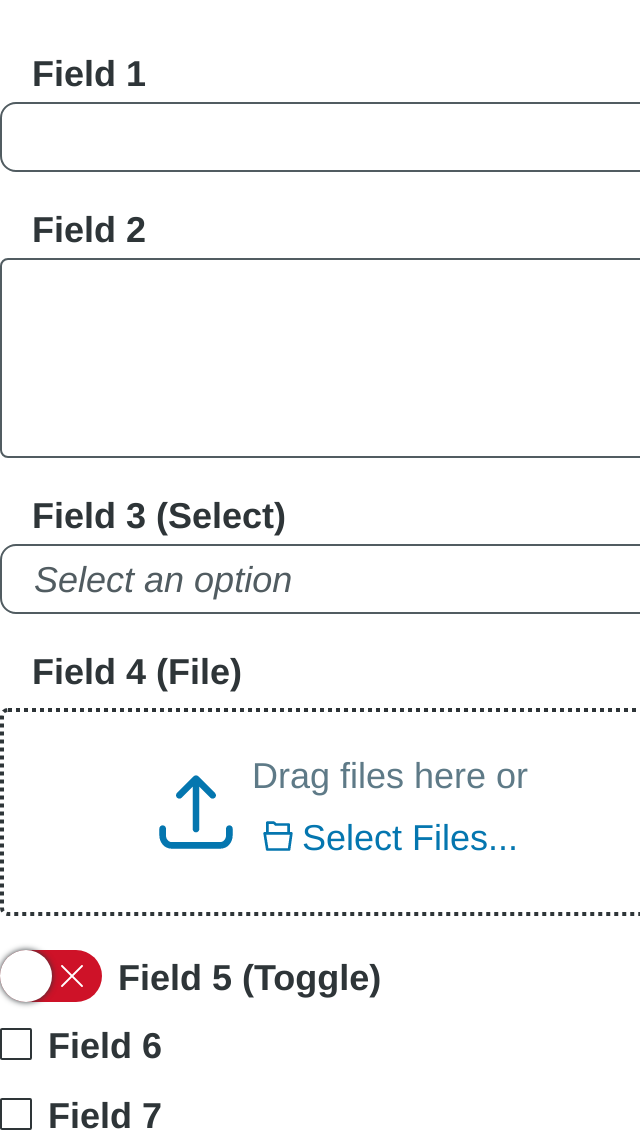 Field 1
Field 2
Field 3 (Select)
Select an option
Field 4 (File)
Drag files here or
Select Files...
Field 5 (Toggle)
Field 6
Field 7